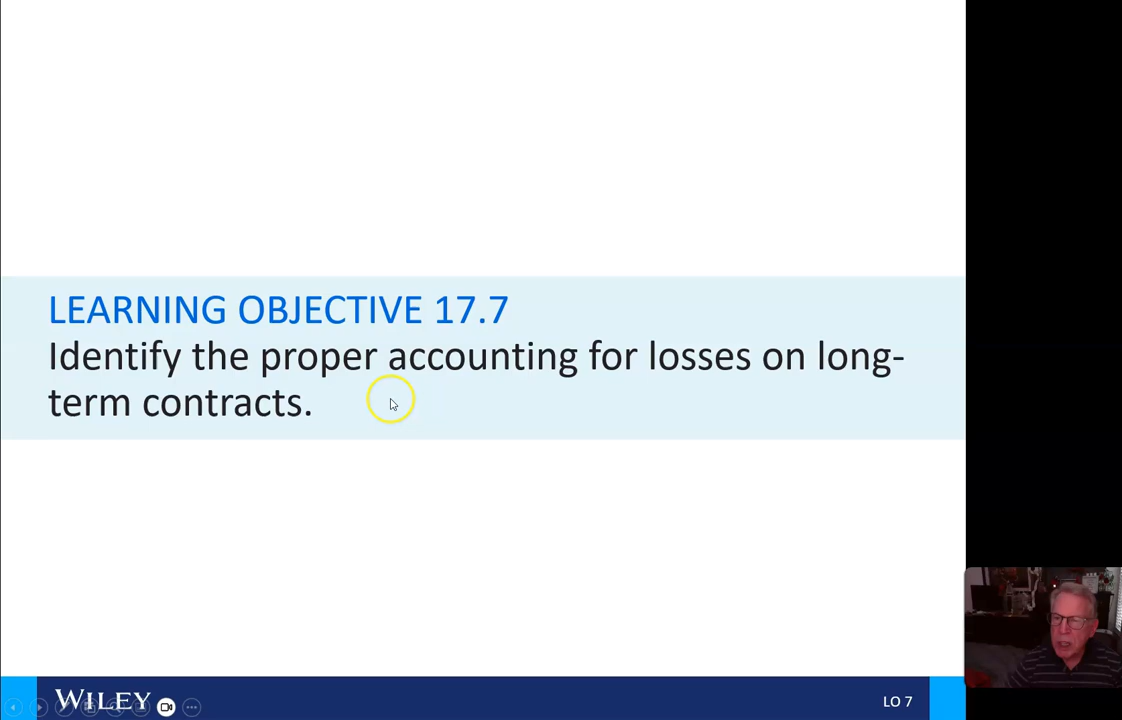 LEARNING OBJECTIVE 17.7
Identify the proper accounting for losses on long-
term contracts.
WILEY
LO 7